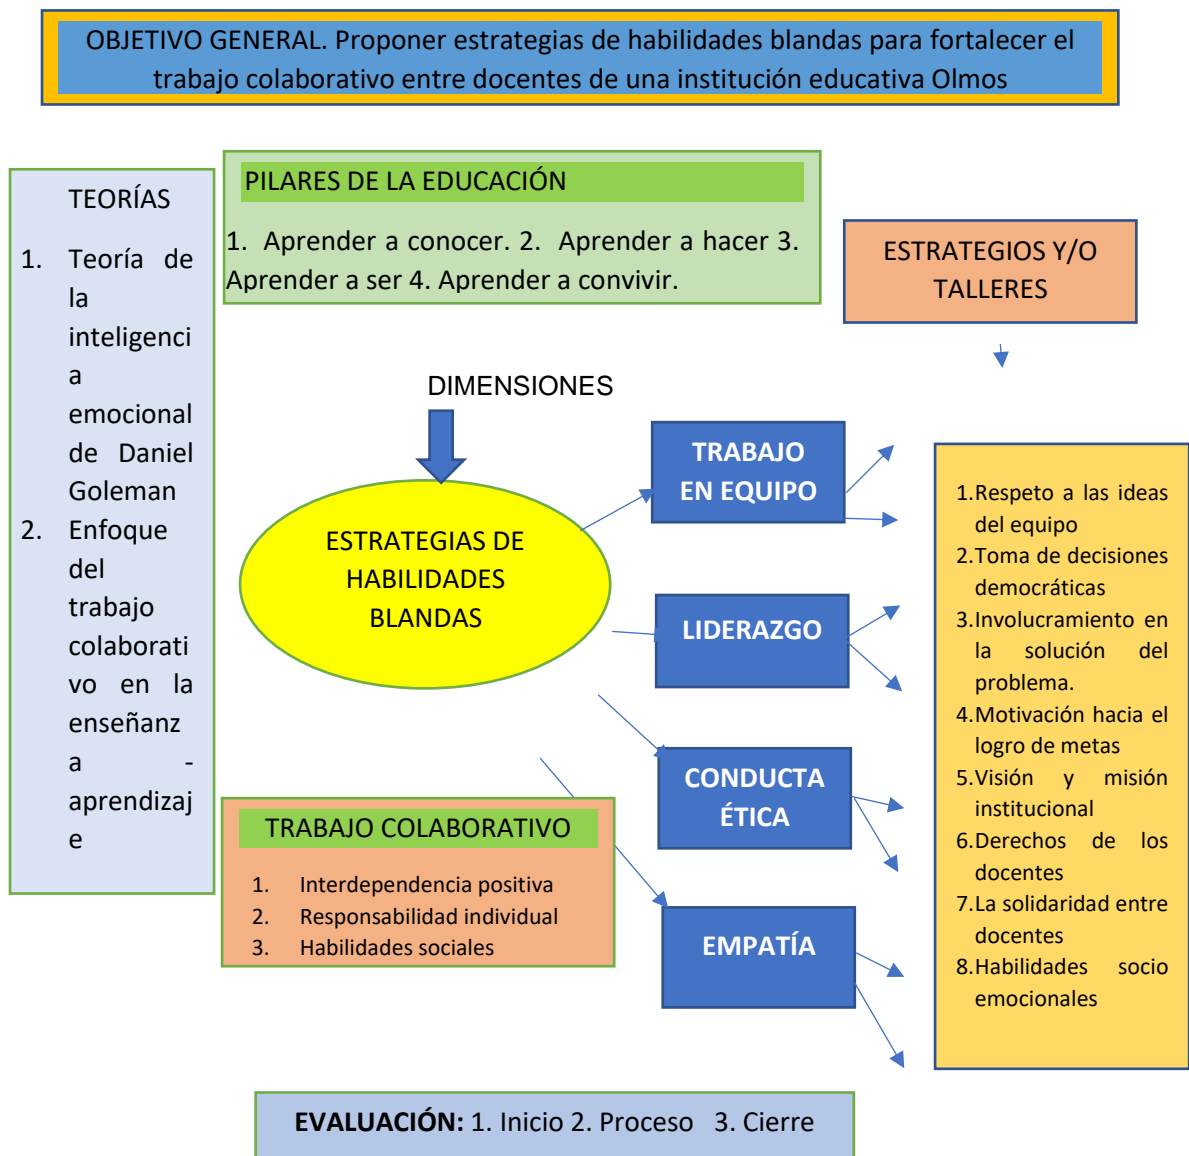 OBJETIVO GENERAL. Proponer estrategias de habilidades blandas para fortalecer el
trabajo colaborativo entre docentes de una institución educativa Olmos
TEORÍAS
1. Teoría de
la
inteligenci
a
emocional
de Daniel
Goleman
2. Enfoque
del
trabajo
colaborati
vo en la
enseñanz
a -
aprendizaj
e
PILARES DE LA EDUCACIÓN
1. Aprender a conocer. 2. Aprender a hacer 3.
Aprender a ser 4. Aprender a convivir.
ESTRATEGIOS Y/O
TALLERES
DIMENSIONES
ESTRATEGIAS DE
HABILIDADES
BLANDAS
TRABAJO
EN EQUIPO
LIDERAZGO
CONDUCTA
ÉTICA
EMPATÍA
1.Respeto a las ideas
del equipo
2.Toma de decisiones
democráticas
3.Involucramiento en
la solución del
problema.
4.Motivación hacia el
logro de metas
5.Visión y misión
institucional
6.Derechos de los
docentes
7.La solidaridad entre
docentes
8.Habilidades socio
emocionales
TRABAJO COLABORATIVO
1. Interdependencia positiva
2. Responsabilidad individual
3. Habilidades sociales
EVALUACIÓN: 1. Inicio 2. Proceso 3. Cierre